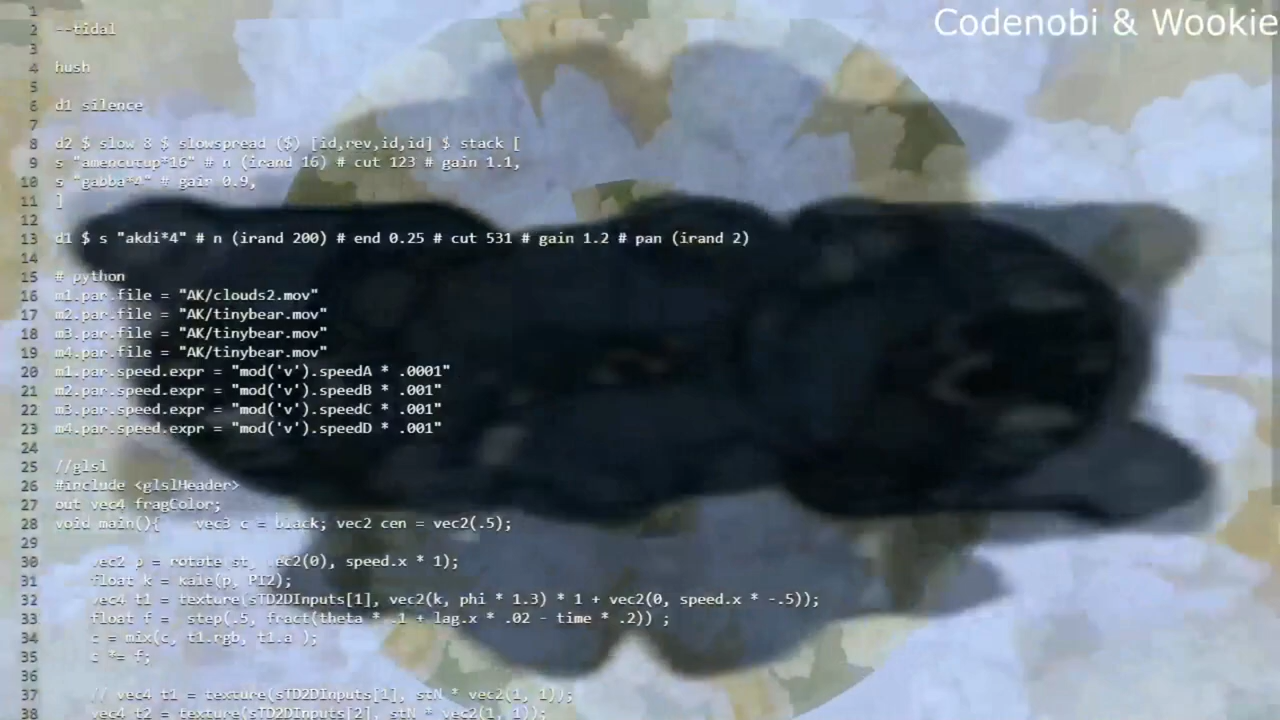 Codenobi & Wookie
1
2 --tidal
3
4 hush
5
6 d1 silence
7
8 d2 $ slow 8 $ slowspread ($) [id,rev,id,id] $ stack [
9 s "amencutup*16" # n (irand 16) # cut 123 # gain 1.1,
10 s "gabba*4" # gain 0.9,
11 ]
12
13 d1 $ s "akdi*4" # n (irand 200) # end 0.25 # cut 531 # gain 1.2 # pan (irand 2)
14
15 # python
16 m1.par.file = "AK/clouds2.mov"
17 m2.par.file = "AK/tinybear.mov"
18 m3.par.file = "AK/tinybear.mov"
19 m4.par.file = "AK/tinybear.mov"
20 m1.par.speed.expr = "mod('v').speedA * .0001"
21 m2.par.speed.expr = "mod('v').speedB * .001"
22 m3.par.speed.expr = "mod('v').speedC * .001"
23 m4.par.speed.expr = "mod('v').speedD * .001"
24
25 //glsl
26 #include <glslHeader>
27 out vec4 fragColor;
28 void main(){ vec3 c = black; vec2 cen = vec2(.5);
29
30 vec2 p = rotate(st, vec2(0), speed.x * 1);
31 float k = kale(p, PI2);
32 vec4 t1 = texture(sTD2DInputs[1], vec2(k, phi * 1.3) * 1 + vec2(0, speed.x * -.5));
33 float f = step(.5, fract(theta * .1 + lag.x * .02 - time * .2)) ;
34 c = mix(c, t1.rgb, t1.a );
35 c *= f;
36
37 // vec4 t1 = texture(sTD2DInputs[1], stN * vec2(1, 1));
38 vec4 t2 = texture(sTD2DInputs[2], stN * vec2(1, 1));